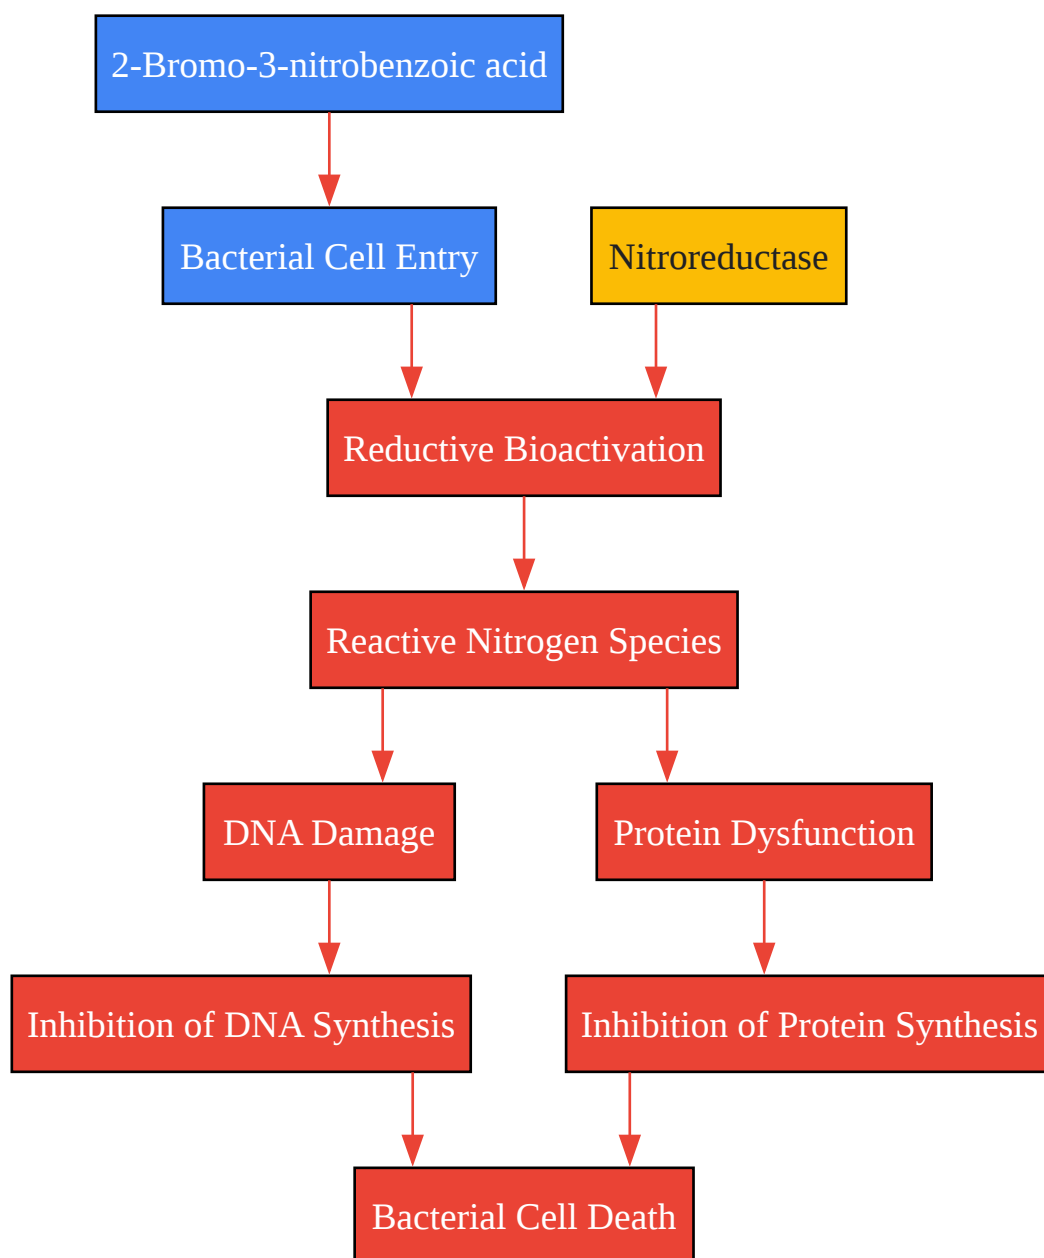 2-Bromo-3-nitrobenzoic acid
Bacterial Cell Entry
Nitroreductase
Reductive Bioactivation
Reactive Nitrogen Species
DNA Damage
Protein Dysfunction
Inhibition of DNA Synthesis
Inhibition of Protein Synthesis
Bacterial Cell Death